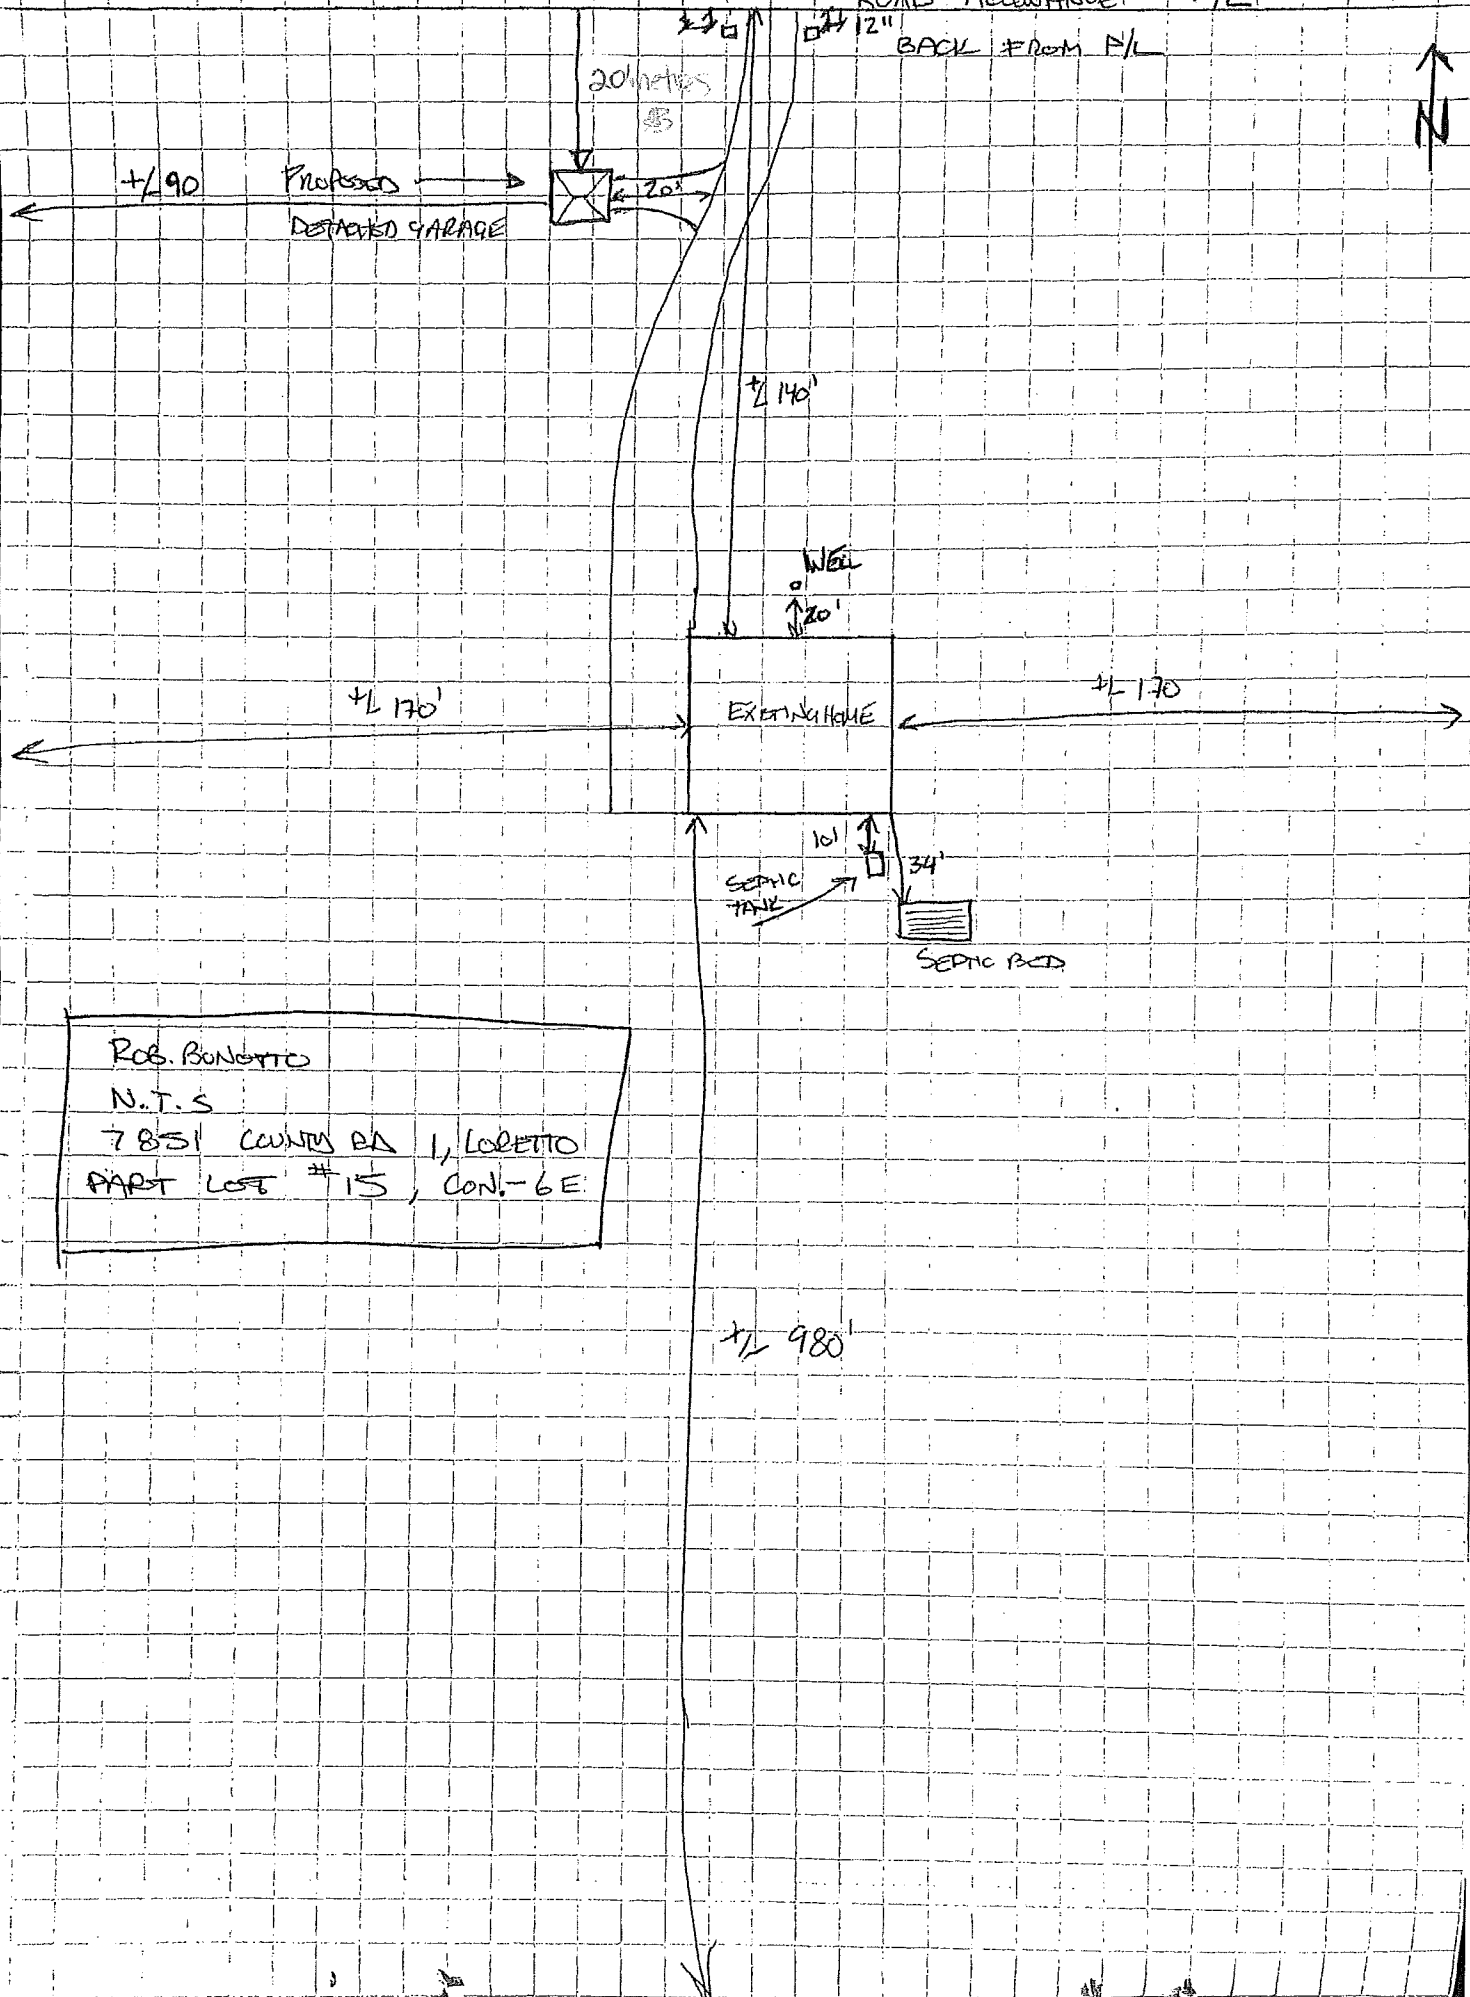 12"
BACK FROM P/L
N
20 metres
+/- 90
PROPOSED
20'
DETACHED GARAGE
+/- 140'
WELL
20'
+/- 170'
EXISTING HOME
+/- 170
10'
34'
SEPTIC
TANK
SEPTIC BED
ROB. BONOTTO
N.T.S
7851 COUNTY RD 1, LORETTO
PART LOT #15, CON.-6E
+/- 980'